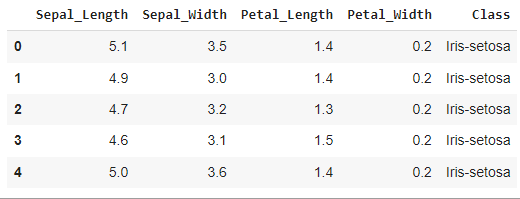 Sepal_Length Sepal_Width Petal_Length Petal_Width Class
0 5.1 3.5 1.4 0.2 Iris-setosa
1 4.9 3.0 1.4 0.2 Iris-setosa
2 4.7 3.2 1.3 0.2 Iris-setosa
3 4.6 3.1 1.5 0.2 Iris-setosa
4 5.0 3.6 1.4 0.2 Iris-setosa